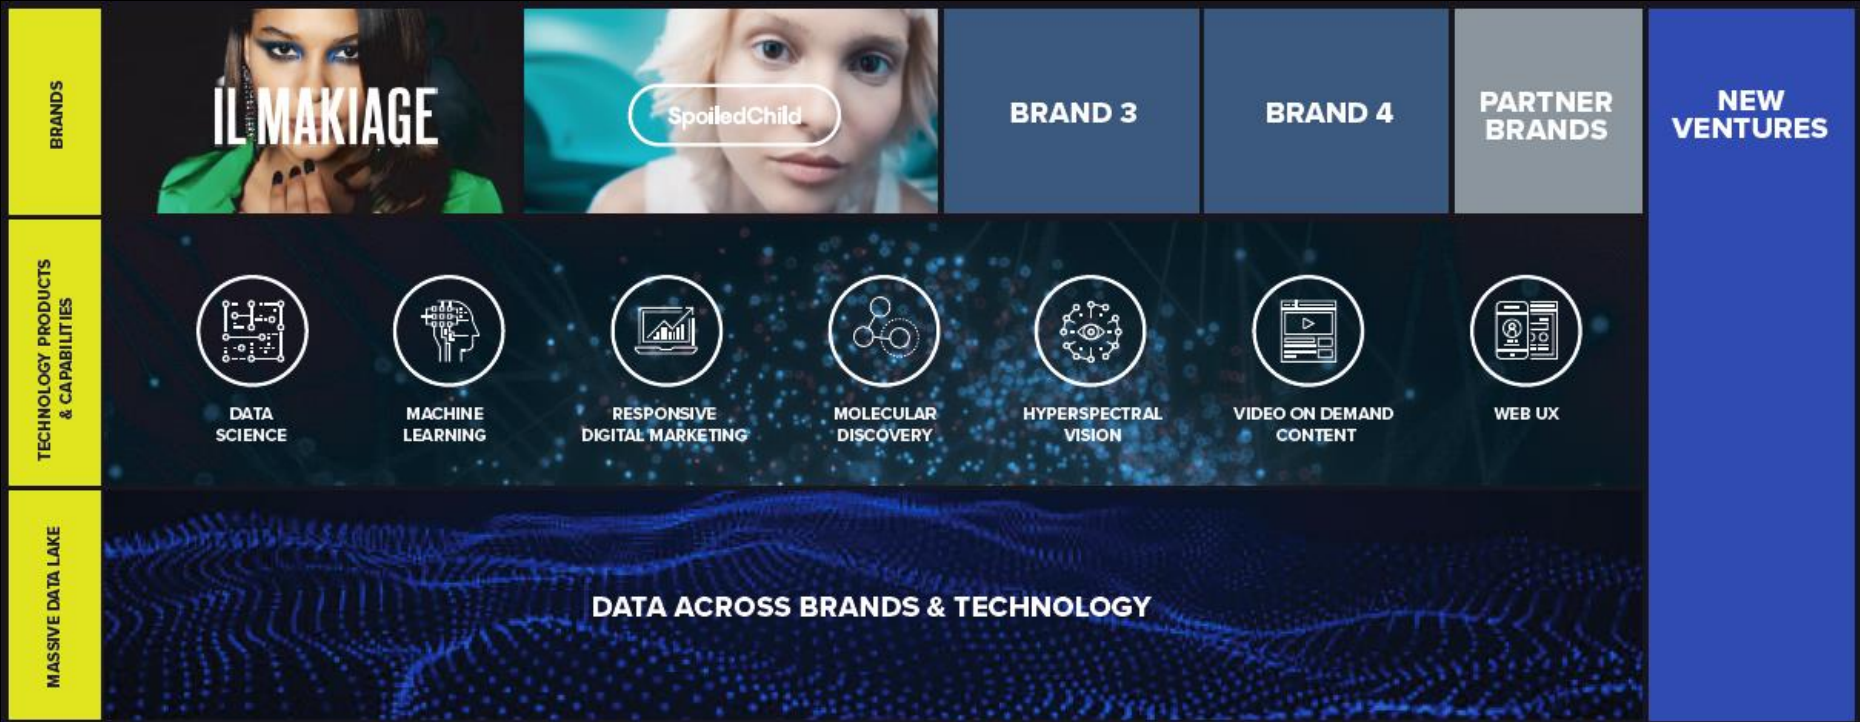 BRANDS
IL MAKIAGE
SpoiledChild
BRAND 3
BRAND 4
PARTNER
BRANDS
NEW
VENTURES
TECHNOLOGY PRODUCTS
& CAPABILITIES
DATA
SCIENCE
MACHINE
LEARNING
RESPONSIVE
DIGITAL MARKETING
MOLECULAR
DISCOVERY
HYPERSPECTRAL
VISION
VIDEO ON DEMAND
CONTENT
WEB UX
MASSIVE DATA LAKE
DATA ACROSS BRANDS & TECHNOLOGY